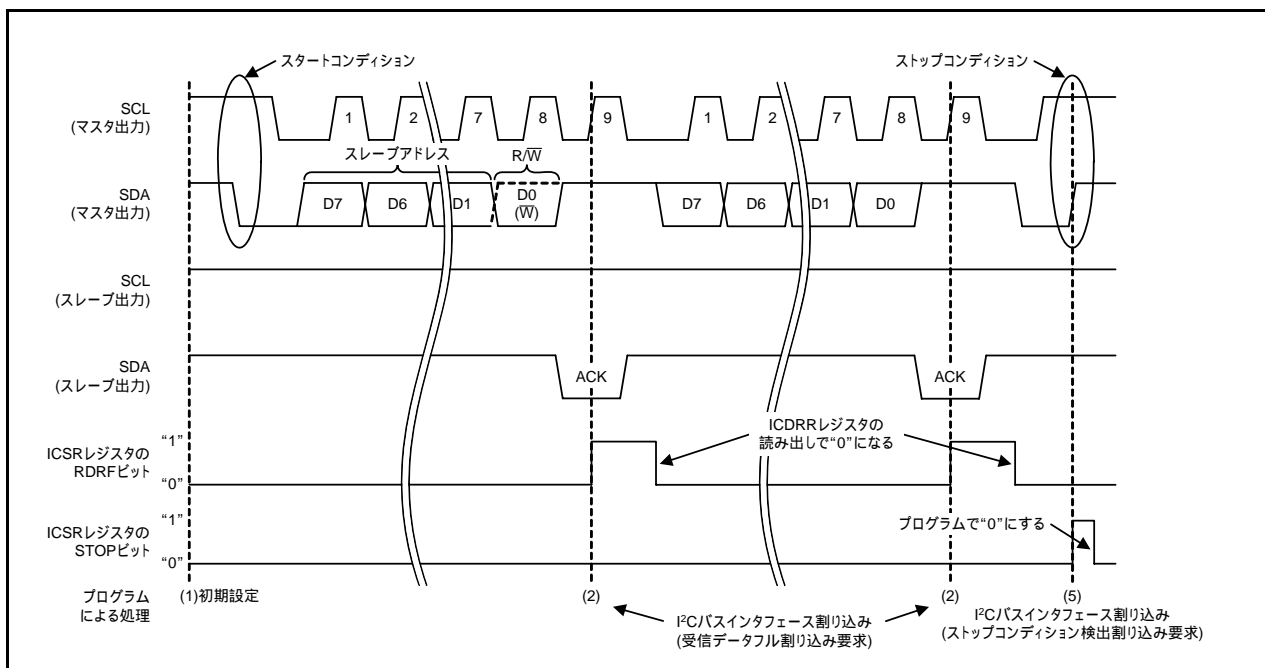 スタートコンディション
ストップコンディション
SCL
(マスタ出力)
1
2
7
8
9
1
2
7
8
9
スレーブアドレス
R/W̅
SDA
(マスタ出力)
D7
D6
D1
D0
(W̅)
D7
D6
D1
D0
SCL
(スレーブ出力)
SDA
(スレーブ出力)
ACK
ACK
ICSRレジスタの
RDRFビット
“1”
“0”
ICDRRレジスタの
読み出しで“0”になる
ICSRレジスタの
STOPビット
“1”
“0”
プログラムで“0”にする
プログラム
による処理
(1)初期設定
(2)
(2)
(5)
I²Cバスインタフェース割り込み
(受信データフル割り込み要求)
I²Cバスインタフェース割り込み
(ストップコンディション検出割り込み要求)